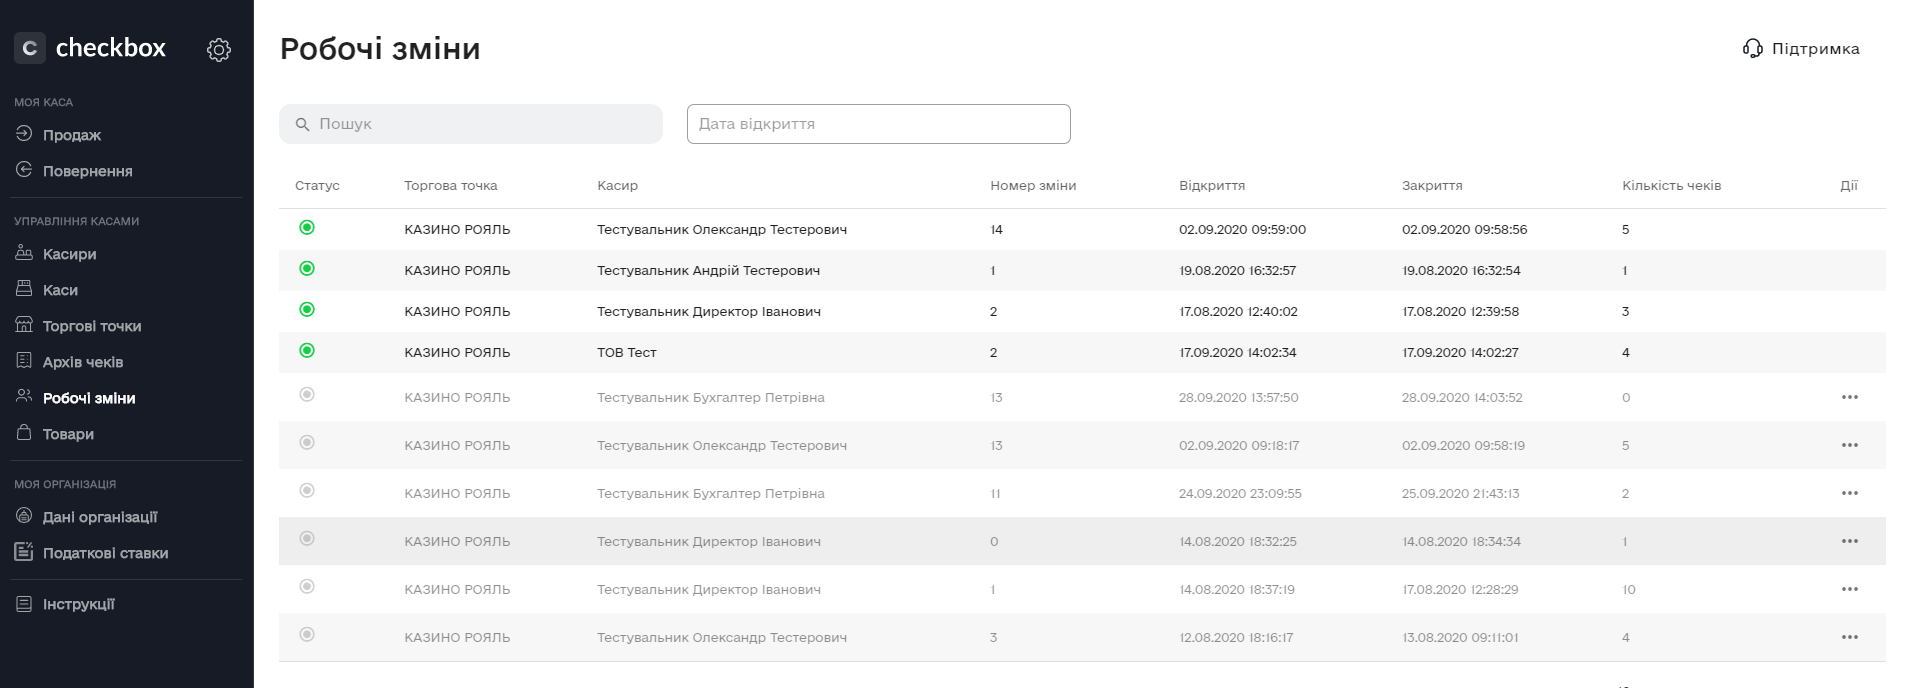 C checkbox
МОЯ КАСА
Продаж
Повернення
УПРАВЛІННЯ КАСАМИ
Касири
Каси
Торгові точки
Архів чеків
Робочі зміни
Товари
МОЯ ОРГАНІЗАЦІЯ
Дані організації
Податкові ставки
Інструкції
Робочі зміни
Підтримка
Пошук
Дата відкриття
Статус Торгова точка Касир Номер зміни Відкриття Закриття Кількість чеків Дії
КАЗИНО РОЯЛЬ Тестувальник Олександр Тестерович 14 02.09.2020 09:59:00 02.09.2020 09:58:56 5
КАЗИНО РОЯЛЬ Тестувальник Андрій Тестерович 1 19.08.2020 16:32:57 19.08.2020 16:32:54 1
КАЗИНО РОЯЛЬ Тестувальник Директор Іванович 2 17.08.2020 12:40:02 17.08.2020 12:39:58 3
КАЗИНО РОЯЛЬ ТОВ Тест 2 17.09.2020 14:02:34 17.09.2020 14:02:27 4
КАЗИНО РОЯЛЬ Тестувальник Бухгалтер Петрівна 13 28.09.2020 13:57:50 28.09.2020 14:03:52 0
КАЗИНО РОЯЛЬ Тестувальник Олександр Тестерович 13 02.09.2020 09:18:17 02.09.2020 09:58:19 5
КАЗИНО РОЯЛЬ Тестувальник Бухгалтер Петрівна 11 24.09.2020 23:09:55 25.09.2020 21:43:13 2
КАЗИНО РОЯЛЬ Тестувальник Директор Іванович 0 14.08.2020 18:32:25 14.08.2020 18:34:34 1
КАЗИНО РОЯЛЬ Тестувальник Директор Іванович 1 14.08.2020 18:37:19 17.08.2020 12:28:29 10
КАЗИНО РОЯЛЬ Тестувальник Олександр Тестерович 3 12.08.2020 18:16:17 13.08.2020 09:11:01 4